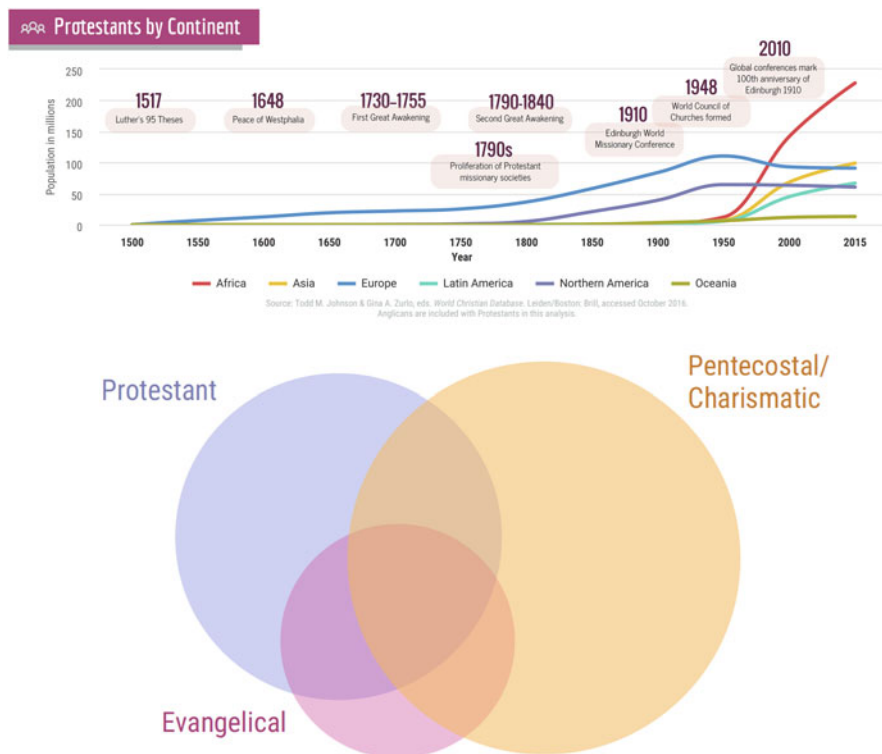 Protestants by Continent
2010
Global conferences mark
100th anniversary of
Edinburgh 1910
1517
Luther's 95 Theses
1648
Peace of Westphalia
1730-1755
First Great Awakening
1790-1840
Second Great Awakening
1948
World Council of
Churches formed
1910
Edinburgh World
Missionary Conference
1790s
Proliferation of Protestant
missionary societies
Population in millions
250
200
150
100
50
0
1500 1550 1600 1650 1700 1750 1800 1850 1900 1950 2000 2015
Year
Africa Asia Europe Latin America Northern America Oceania
Source: Todd M. Johnson & Gina A. Zurlo, eds. World Christian Database. Leiden/Boston: Brill, accessed October 2016.
Anglicans are included with Protestants in this analysis.
Protestant
Pentecostal/
Charismatic
Evangelical